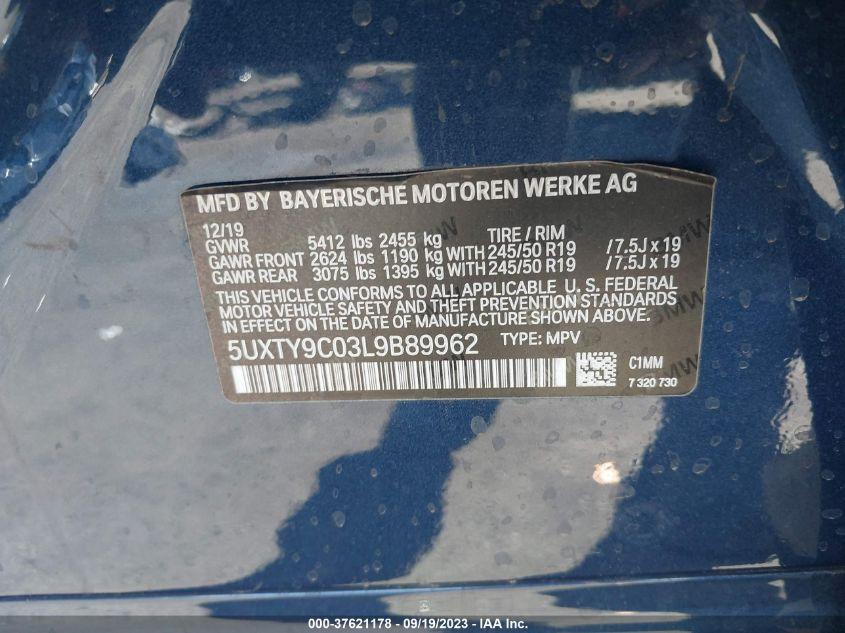 MFD BY BAYERISCHE MOTOREN WERKE AG
12/19 TIRE / RIM
GVWR 5412 lbs 2455 kg
GAWR FRONT 2624 lbs 1190 kg WITH 245/50 R19 / 7.5J x 19
GAWR REAR 3075 lbs 1395 kg WITH 245/50 R19 / 7.5J x 19
THIS VEHICLE CONFORMS TO ALL APPLICABLE U. S. FEDERAL
MOTOR VEHICLE SAFETY AND THEFT PREVENTION STANDARDS
IN EFFECT ON THE DATE OF MANUFACTURE SHOWN ABOVE.
5UXTY9C03L9B89962 TYPE: MPV
C1MM
7 320 730
000-37621178 - 09/19/2023 - © IAA Inc.